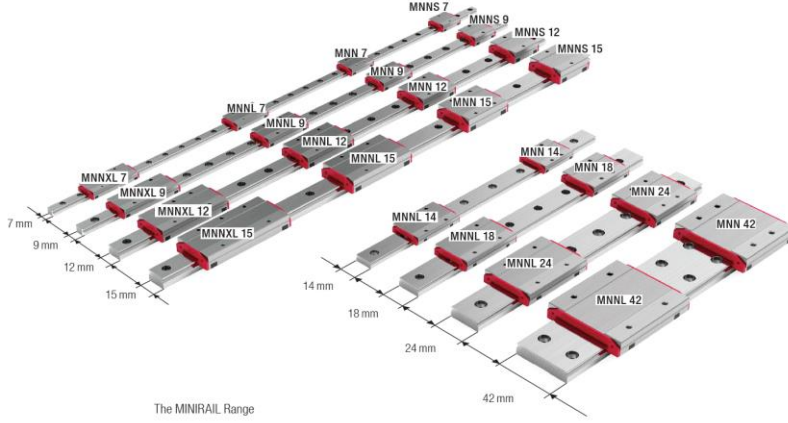 MNNS 7
MNNS 9
MNNS 12
MNNS 15
MNN 7
MNN 9
MNN 12
MNN 15
MNNL 7
MNNL 9
MNNL 12
MNNL 15
MNNXL 7
MNNXL 9
MNNXL 12
MNNXL 15
7 mm
9 mm
12 mm
15 mm
MNN 14
MNN 18
MNN 24
MNN 42
MNNL 14
MNNL 18
MNNL 24
MNNL 42
14 mm
18 mm
24 mm
42 mm
The MINIRAIL Range